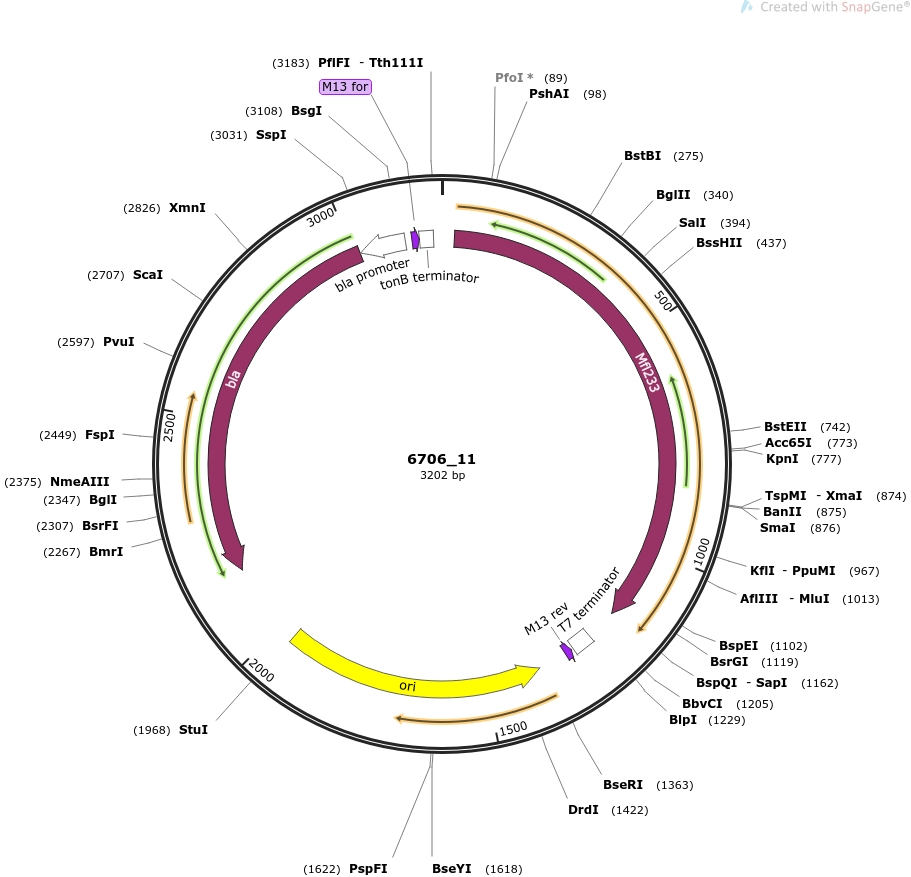 Created with SnapGene®
(3183) PflFI - Tth111I
M13 for
(3108) BsgI
(3031) SspI
(2826) XmnI
(2707) ScaI
(2597) PvuI
(2449) FspI
(2375) NmeAIII
(2347) BglI
(2307) BsrFI
(2267) BmrI
(1968) StuI
(1622) PspFI
PfoI * (89)
PshAI (98)
BstBI (275)
BglII (340)
SalI (394)
BssHII (437)
BstEII (742)
Acc65I (773)
KpnI (777)
TspMI - XmaI (874)
BanII (875)
SmaI (876)
KflI - PpuMI (967)
AflIII - MluI (1013)
BspEI (1102)
BsrGI (1119)
BspQI - SapI (1162)
BbvCI (1205)
BlpI (1229)
BseRI (1363)
DrdI (1422)
BseYI (1618)
500
1000
1500
2000
2500
3000
bla promoter
tonB terminator
bla
Mfl233
T7 terminator
M13 rev
ori
6706_11
3202 bp